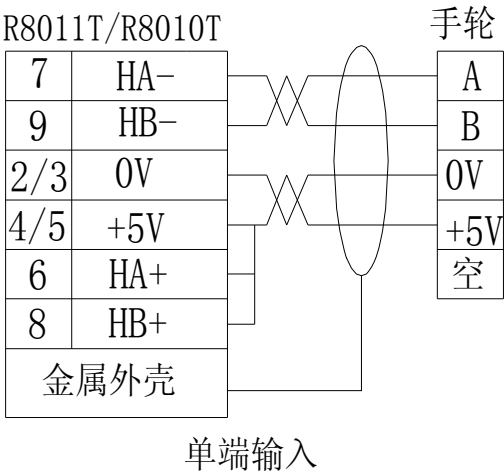 R8011T/R8010T 手轮
7 HA- A
9 HB- B
2/3 0V 0V
4/5 +5V +5V
6 HA+ 空
8 HB+
金属外壳
单端输入